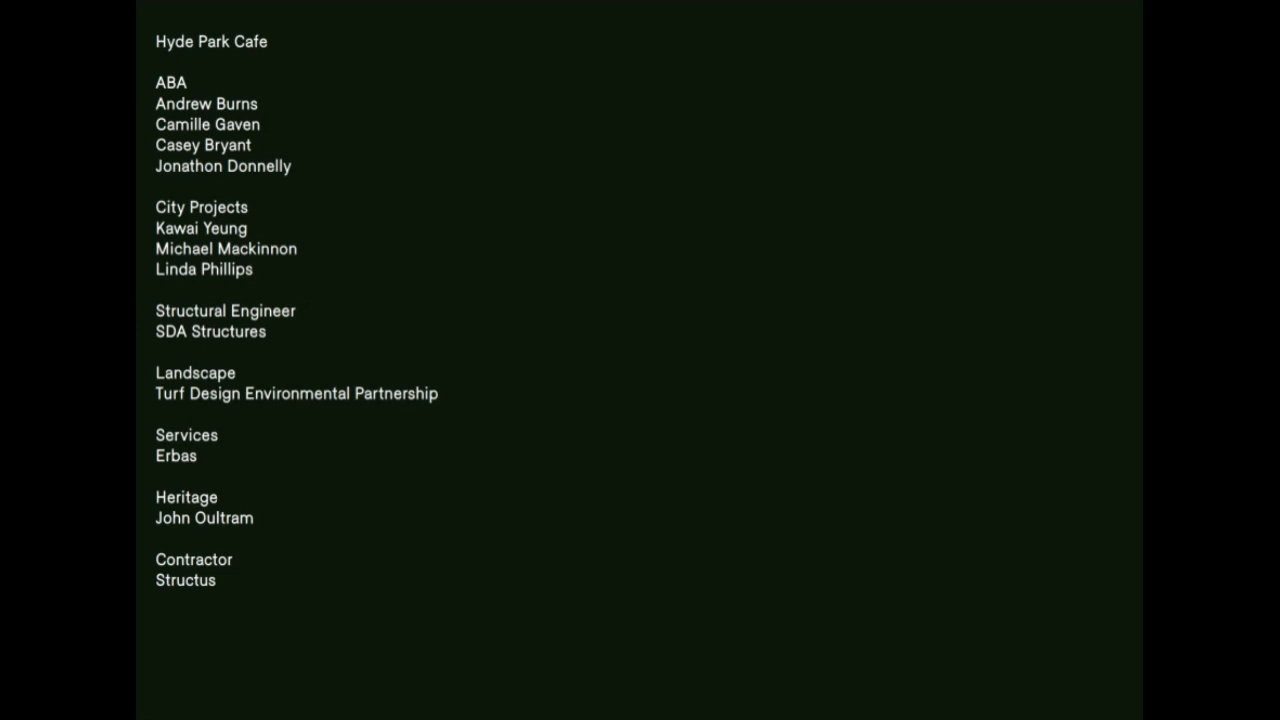 Hyde Park Cafe
ABA
Andrew Burns
Camille Gaven
Casey Bryant
Jonathon Donnelly
City Projects
Kawai Yeung
Michael Mackinnon
Linda Phillips
Structural Engineer
SDA Structures
Landscape
Turf Design Environmental Partnership
Services
Erbas
Heritage
John Oultram
Contractor
Structus